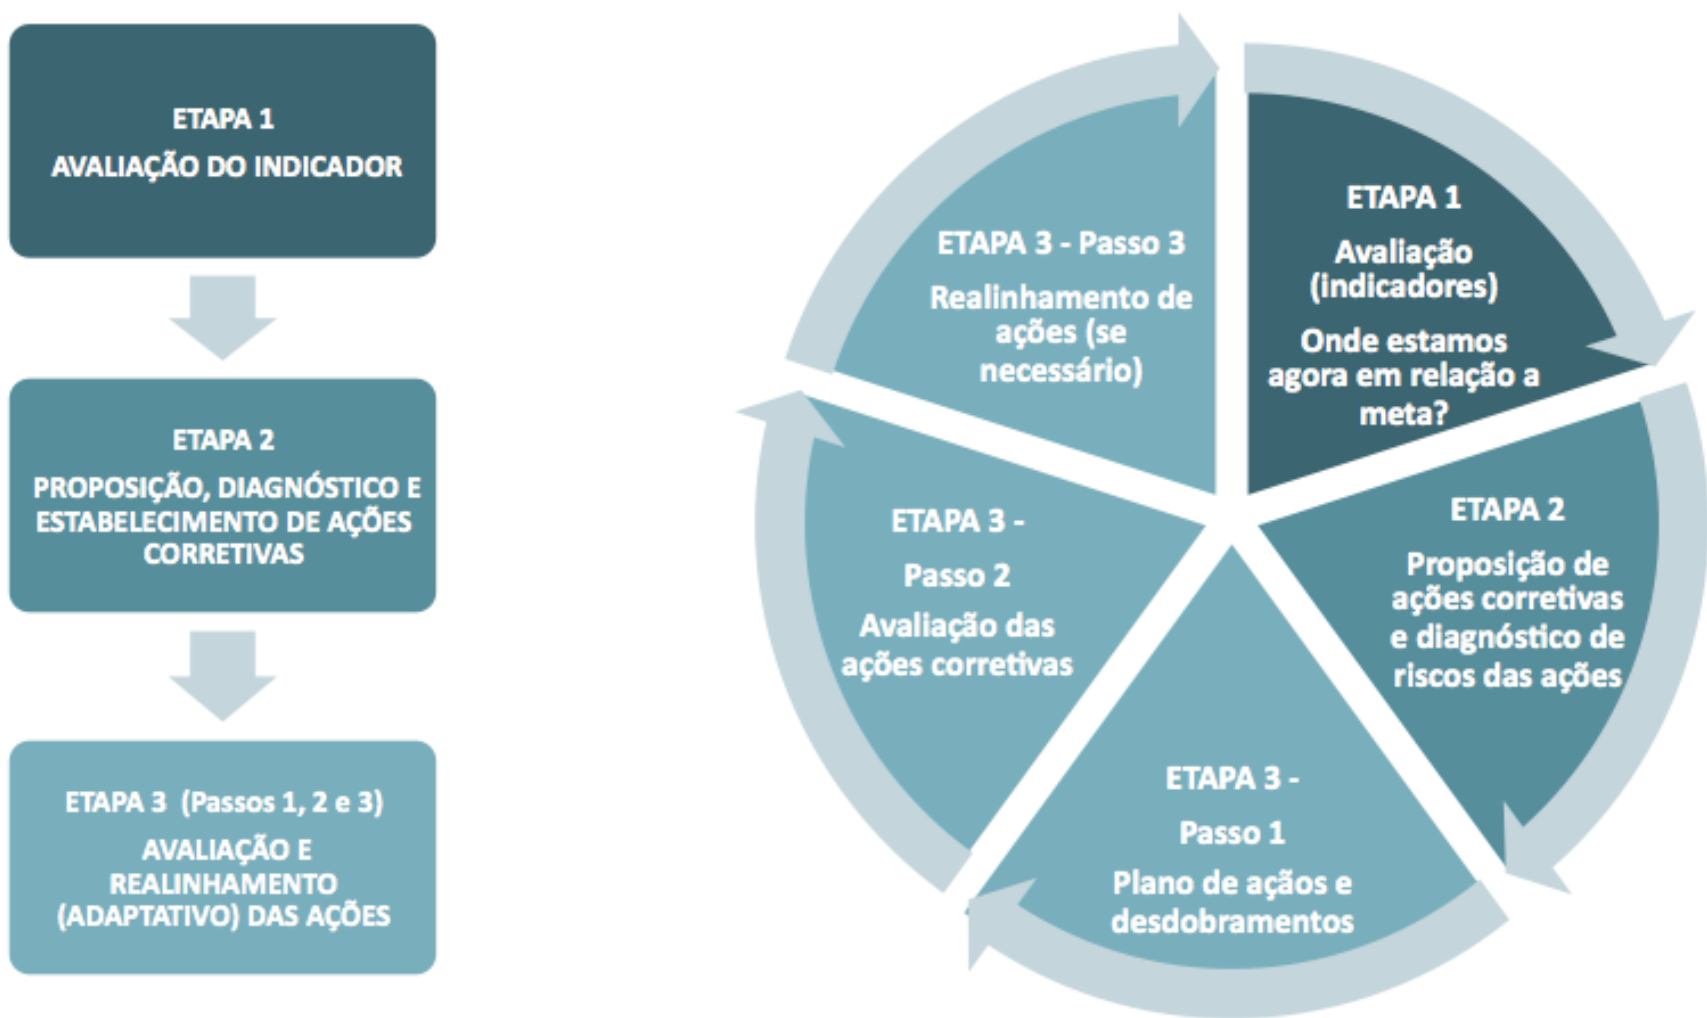 ETAPA 1
AVALIAÇÃO DO INDICADOR
ETAPA 2
PROPOSIÇÃO, DIAGNÓSTICO E
ESTABELECIMENTO DE AÇÕES
CORRETIVAS
ETAPA 3 (Passos 1, 2 e 3)
AVALIAÇÃO E
REALINHAMENTO
(ADAPTATIVO) DAS AÇÕES
ETAPA 1
Avaliação
(indicadores)
Onde estamos
agora em relação a
meta?
ETAPA 2
Proposição de
ações corretivas
e diagnóstico de
riscos das ações
ETAPA 3 -
Passo 1
Plano de açãos e
desdobramentos
ETAPA 3 -
Passo 2
Avaliação das
ações corretivas
ETAPA 3 - Passo 3
Realinhamento de
ações (se
necessário)